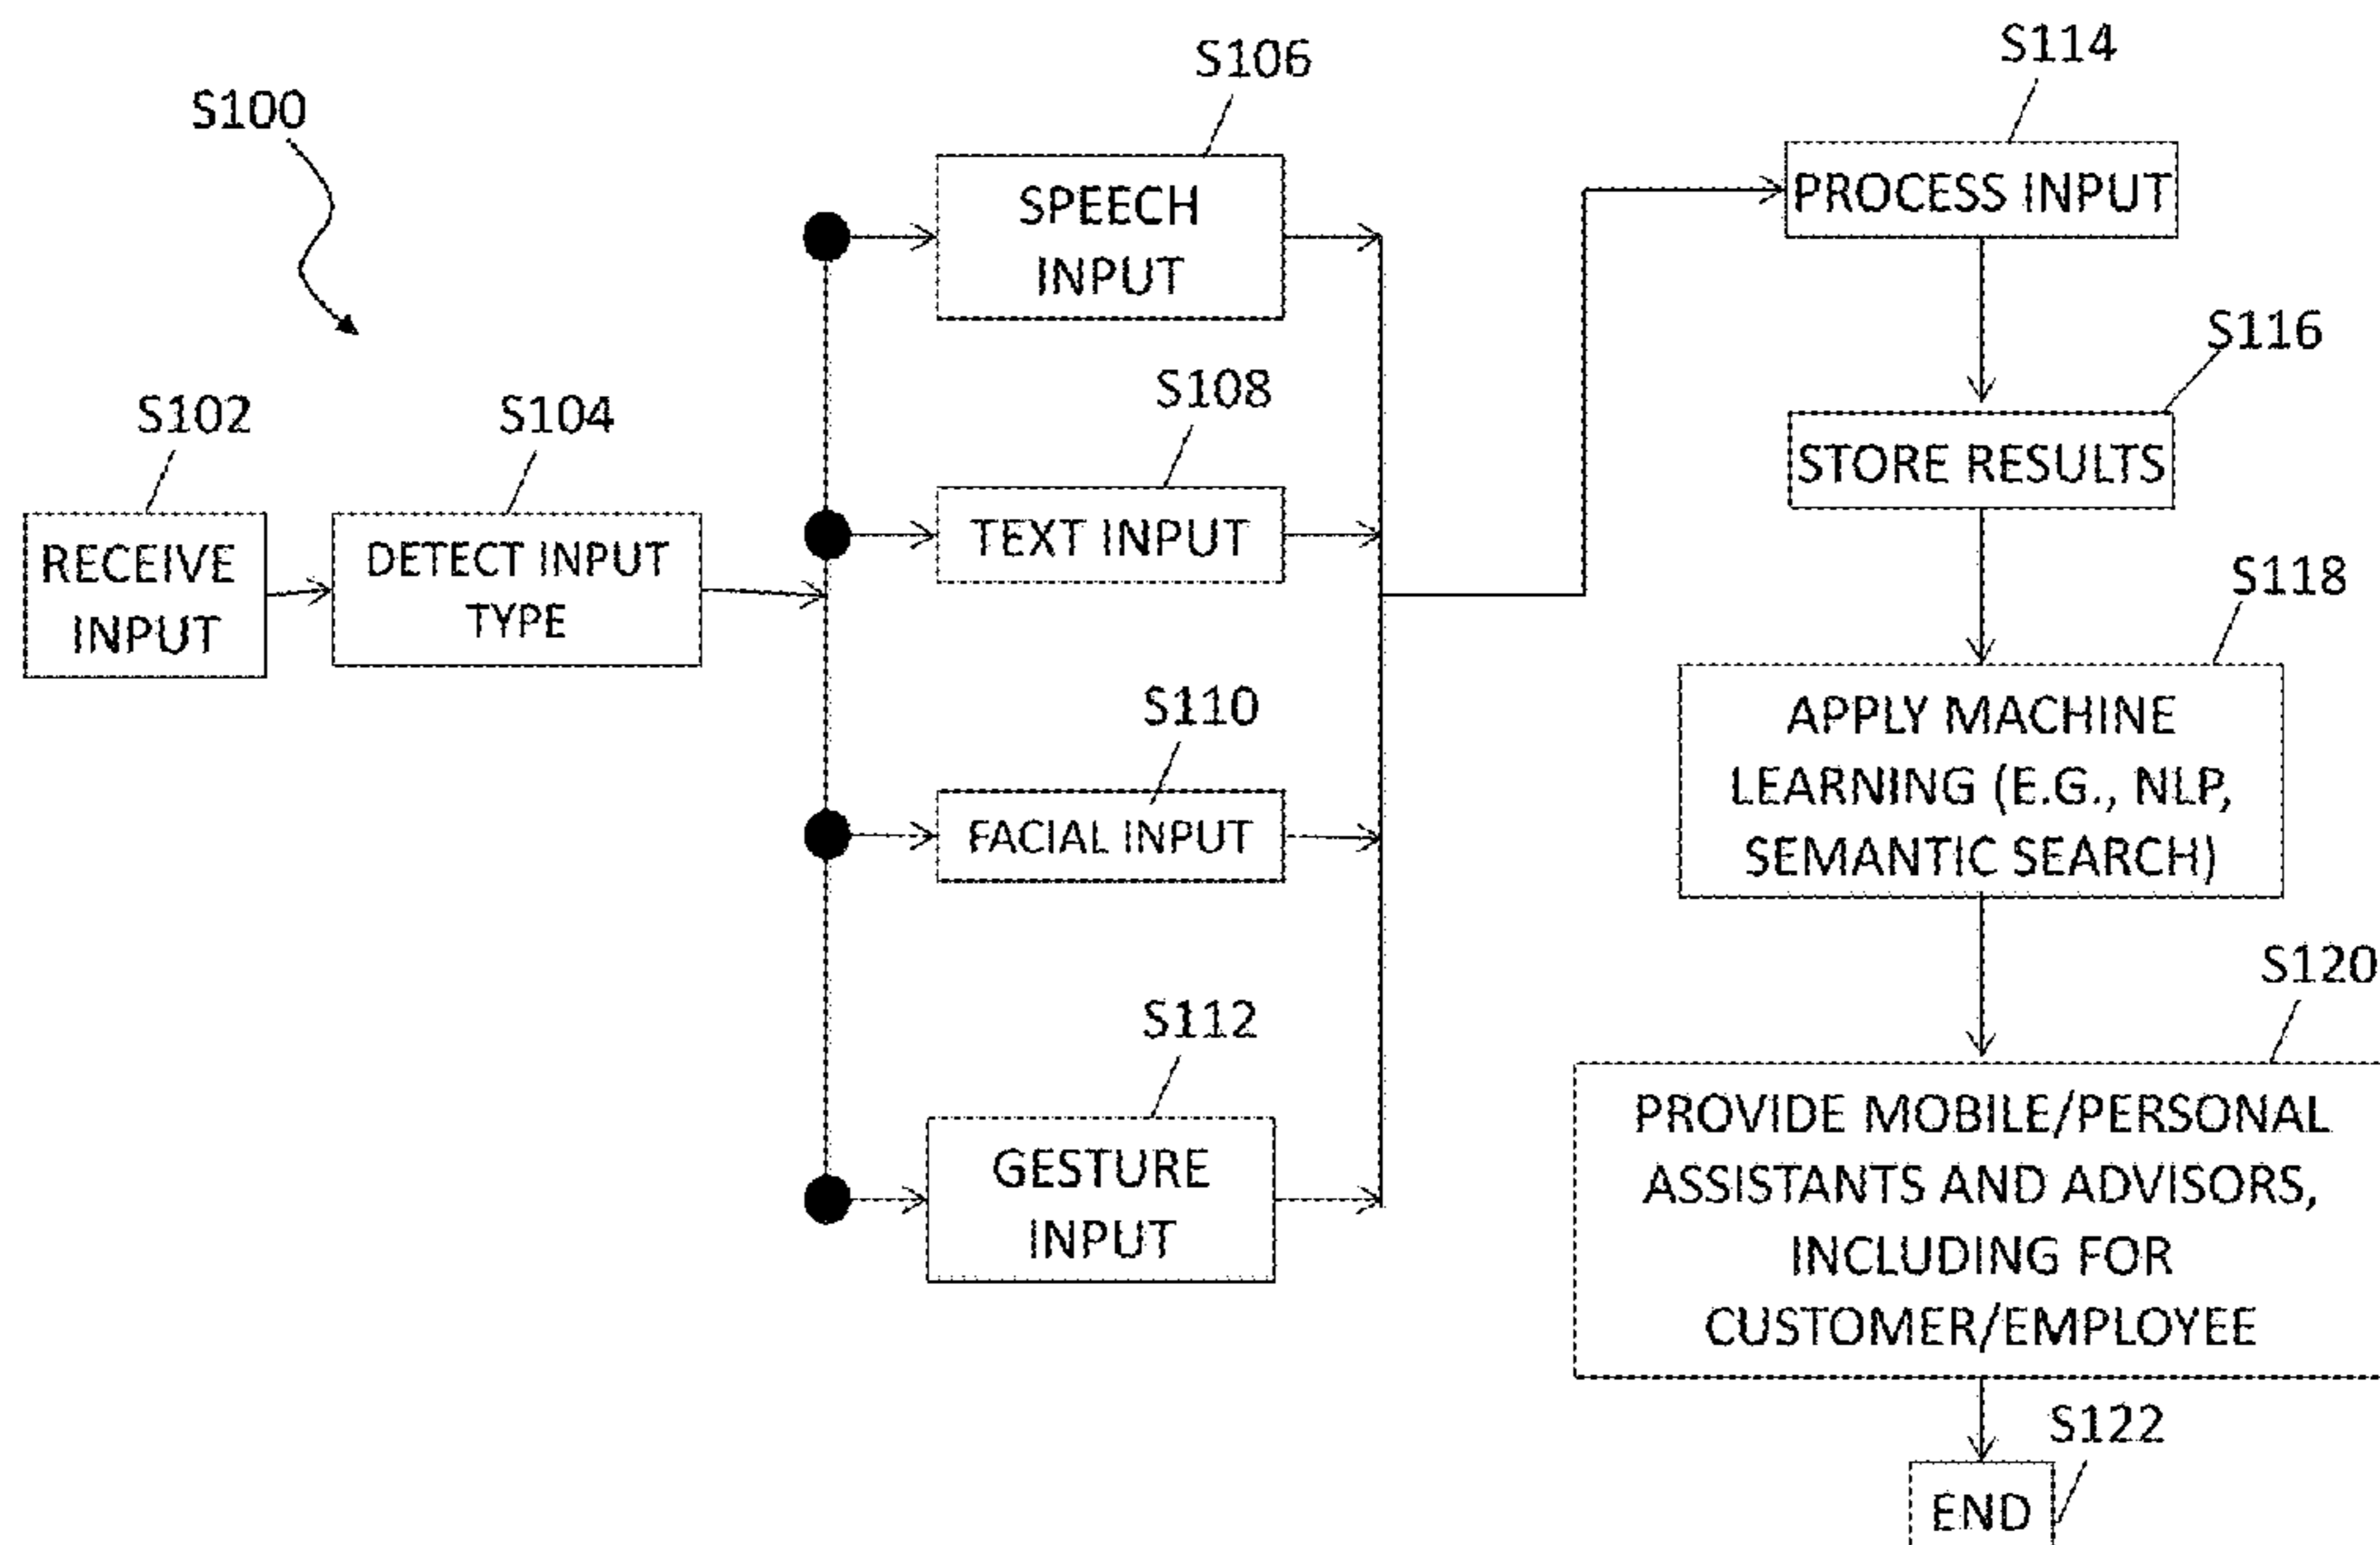 S100
S102
RECEIVE
INPUT
S104
DETECT INPUT
TYPE
S106
SPEECH
INPUT
S108
TEXT INPUT
S110
FACIAL INPUT
S112
GESTURE
INPUT
S114
PROCESS INPUT
S116
STORE RESULTS
S118
APPLY MACHINE
LEARNING (E.G., NLP,
SEMANTIC SEARCH)
S120
PROVIDE MOBILE/PERSONAL
ASSISTANTS AND ADVISORS,
INCLUDING FOR
CUSTOMER/EMPLOYEE
S122
END